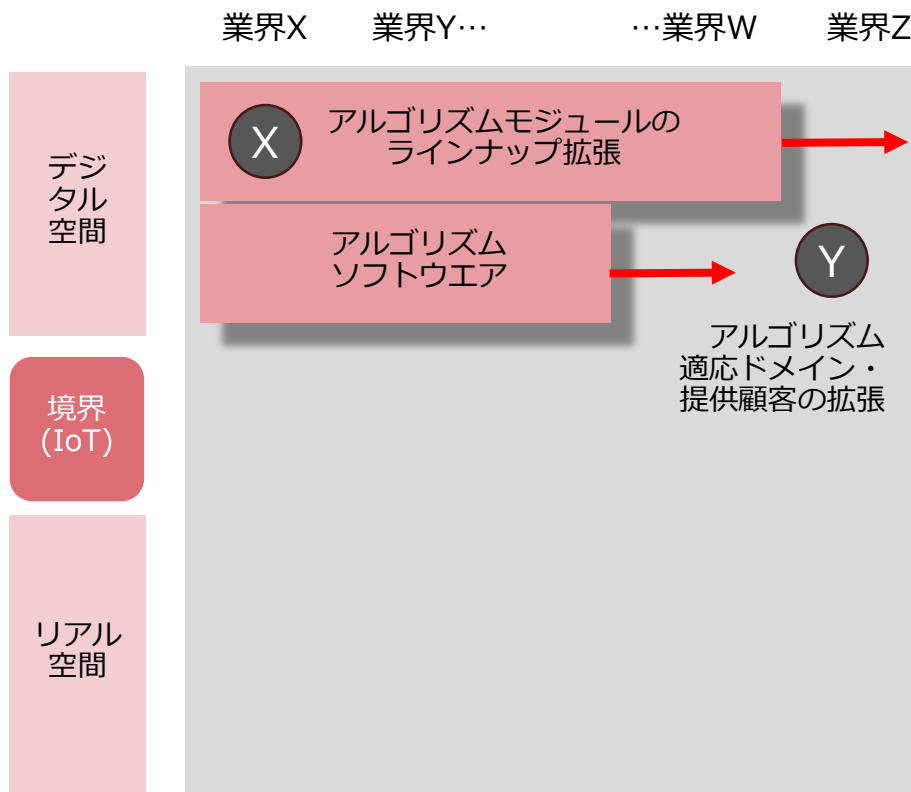 業界X 業界Y… …業界W 業界Z
デジ
タル
空間
X
アルゴリズムモジュールの
ラインナップ拡張
アルゴリズム
ソフトウエア
Y
アルゴリズム
適応ドメイン・
提供顧客の拡張
境界
(IoT)
リアル
空間